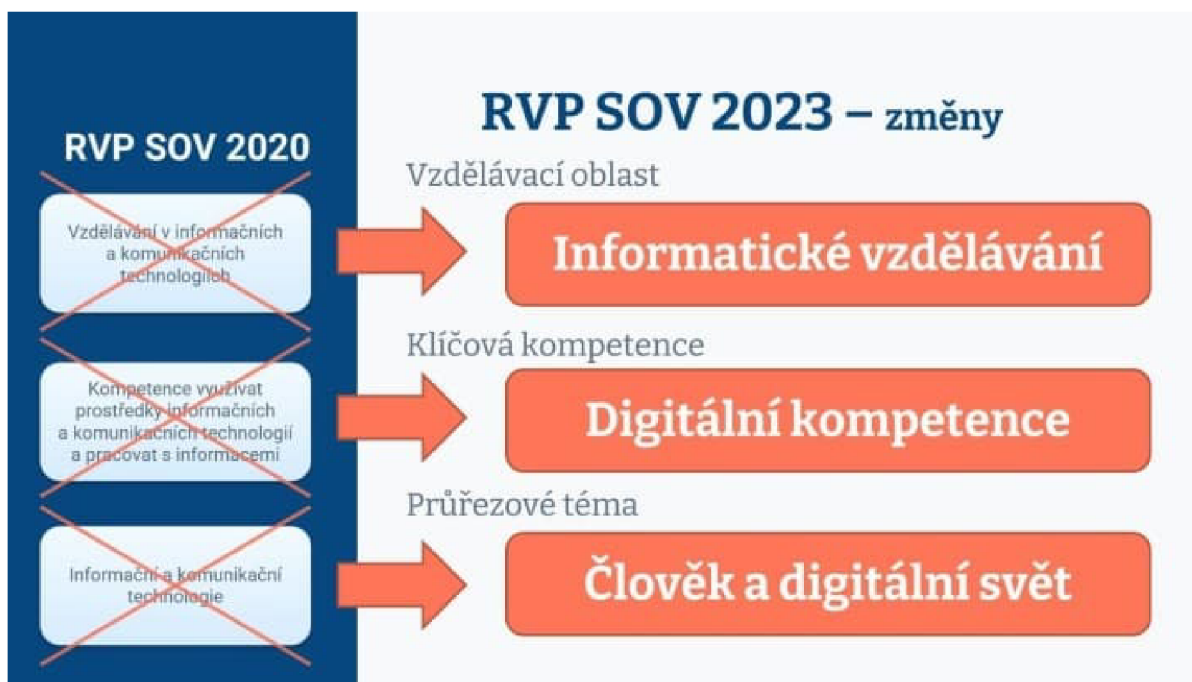 RVP SOV 2020
Vzdělávání v informačních
a komunikačních
technologiích
Kompetence využívat
prostředky informačních
a komunikačních technologií
a pracovat s informacemi
Informační a komunikační
technologie
RVP SOV 2023 – změny
Vzdělávací oblast
Informatické vzdělávání
Klíčová kompetence
Digitální kompetence
Průřezové téma
Člověk a digitální svět